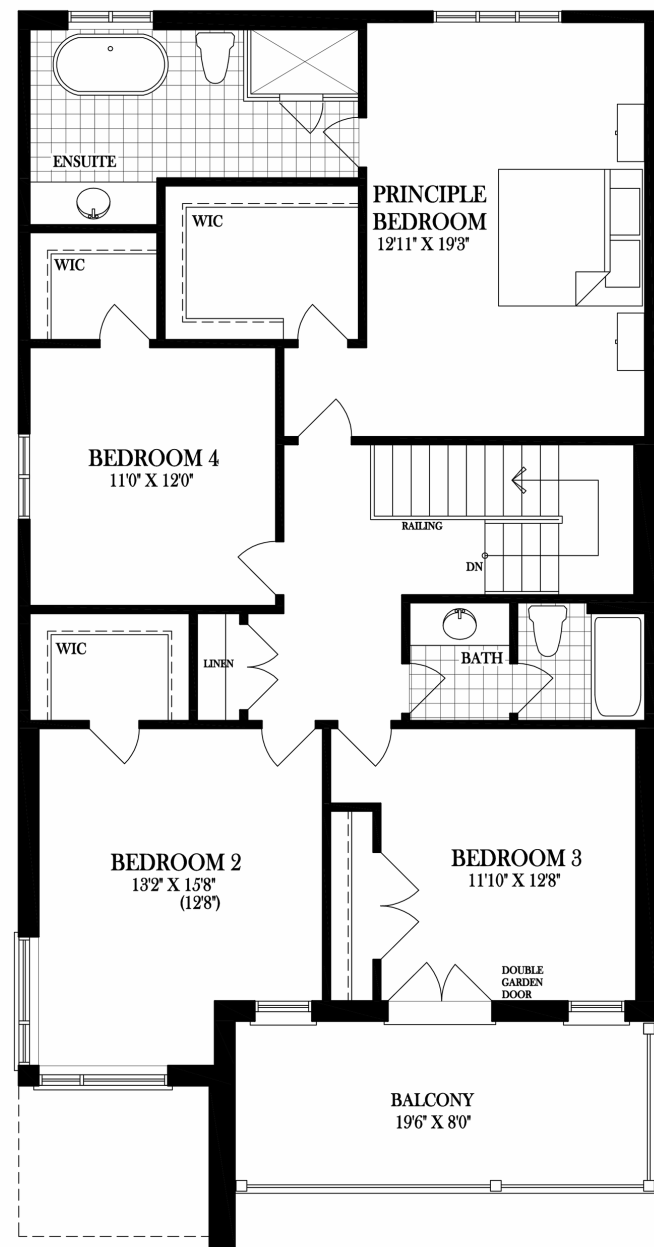 ENSUITE
WIC
PRINCIPLE
BEDROOM
12'11" X 19'3"
WIC
BEDROOM 4
11'0" X 12'0"
RAILING
DN
WIC
LINEN
BATH
BEDROOM 2
13'2" X 15'8"
(12'8")
BEDROOM 3
11'10" X 12'8"
DOUBLE
GARDEN
DOOR
BALCONY
19'6" X 8'0"